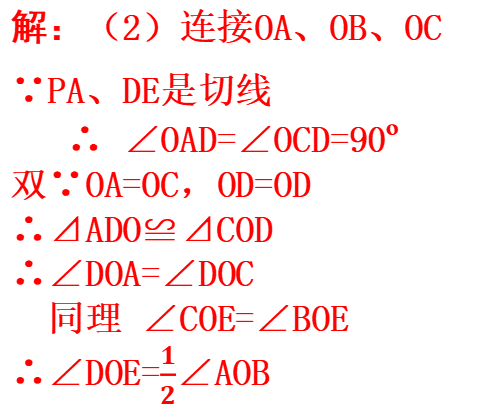 解：（2）连接OA、OB、OC
∵PA、DE是切线
∴ ∠OAD=∠OCD=90º
双∵OA=OC，OD=OD
∴⊿ADO≌⊿COD
∴∠DOA=∠DOC
同理 ∠COE=∠BOE
∴∠DOE=1/2∠AOB